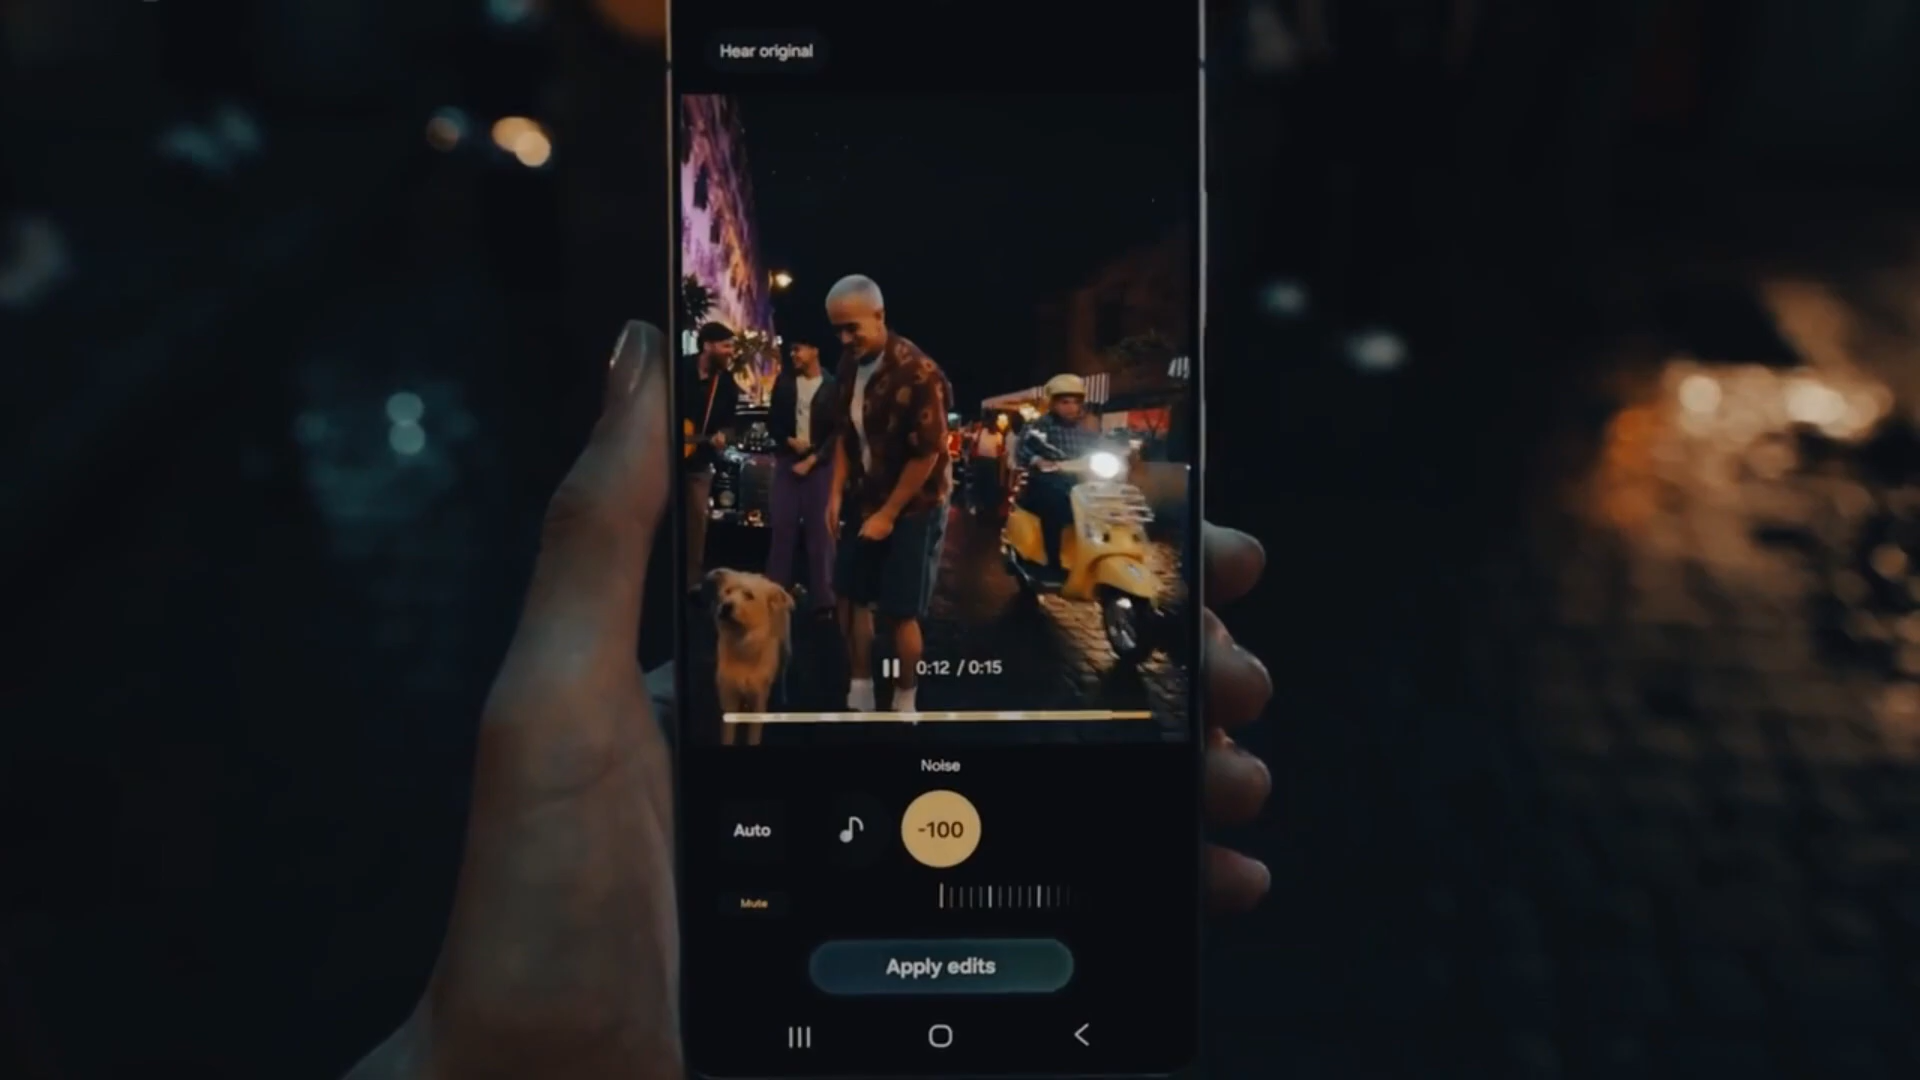 Hear original
0:12 / 0:15
Noise
Auto
-100
Mute
Apply edits